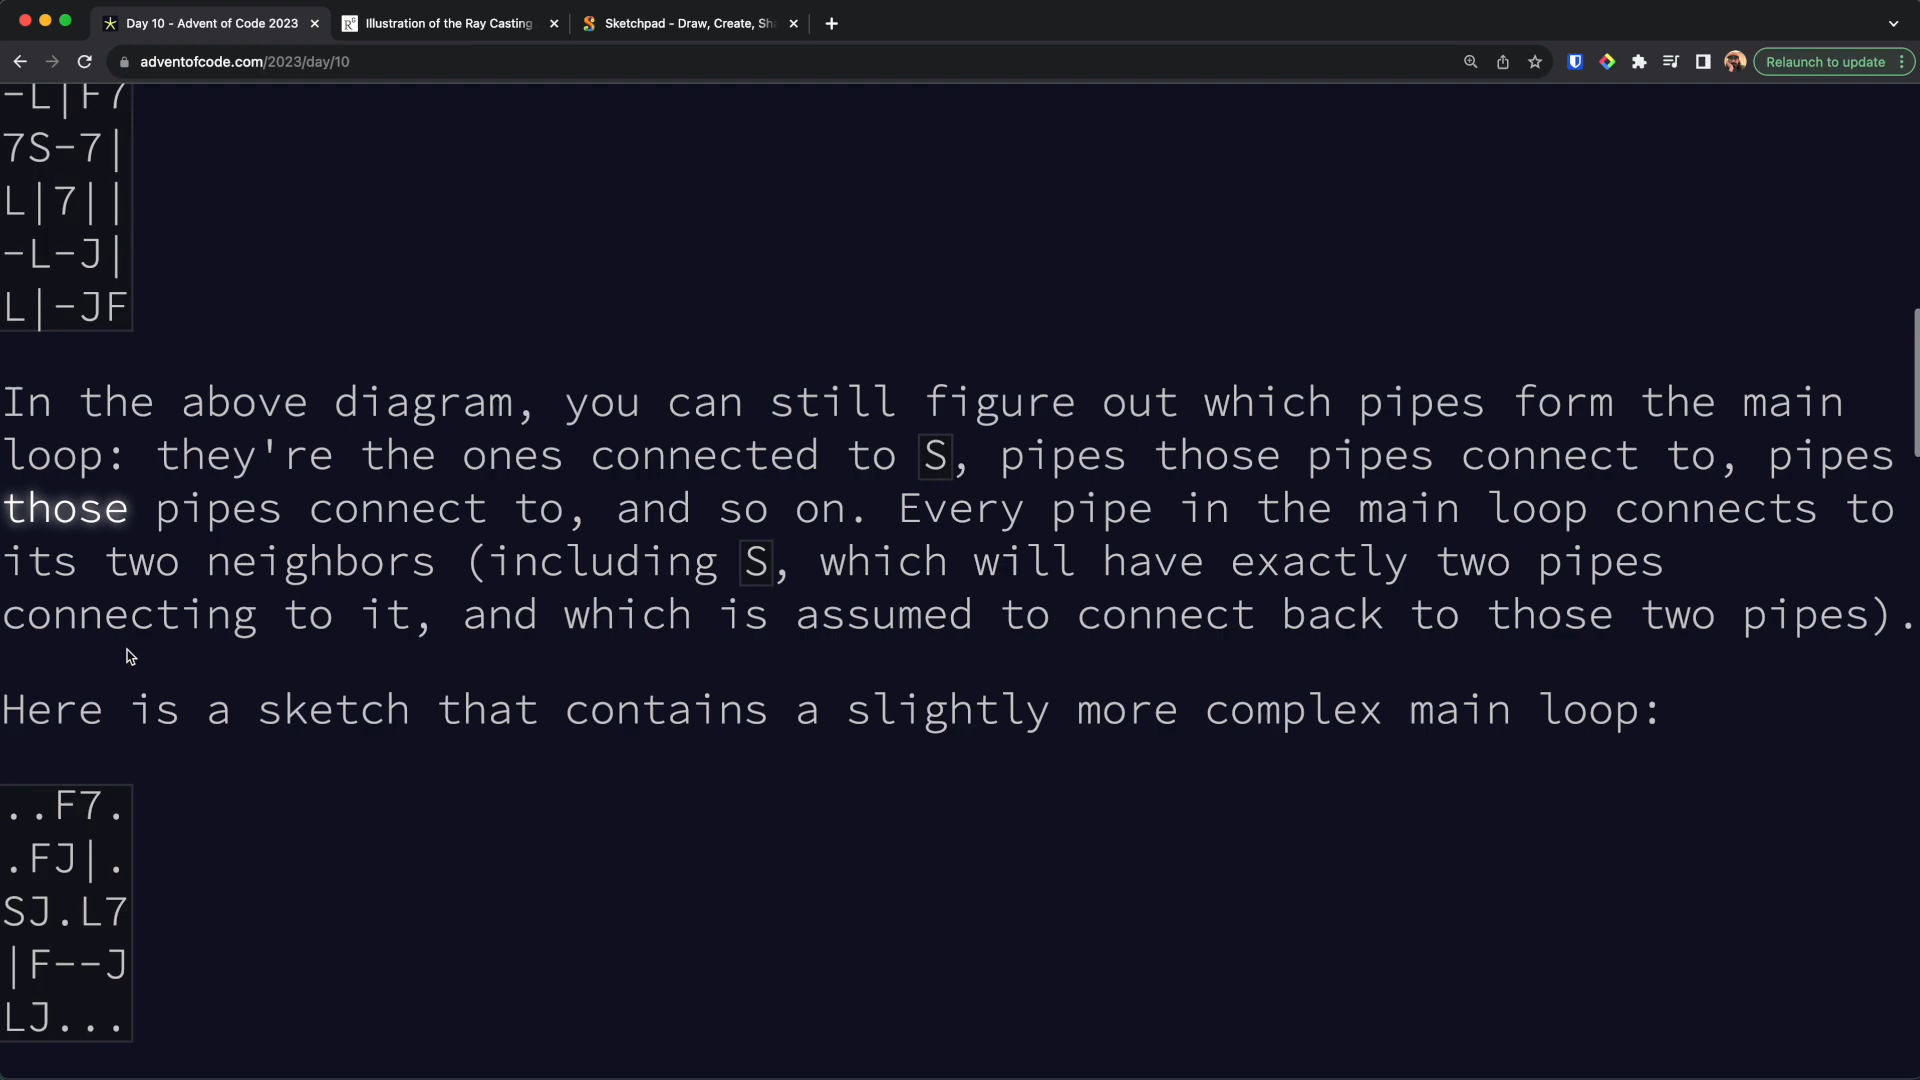 Day 10 - Advent of Code 2023
Illustration of the Ray Casting
Sketchpad - Draw, Create, Sh
adventofcode.com/2023/day/10
Relaunch to update
-L|F7
7S-7|
L|7||
-L-J|
L|-JF
In the above diagram, you can still figure out which pipes form the main
loop: they're the ones connected to S, pipes those pipes connect to, pipes
those pipes connect to, and so on. Every pipe in the main loop connects to
its two neighbors (including S, which will have exactly two pipes
connecting to it, and which is assumed to connect back to those two pipes).
Here is a sketch that contains a slightly more complex main loop:
..F7.
.FJ|.
SJ.L7
|F--J
LJ...